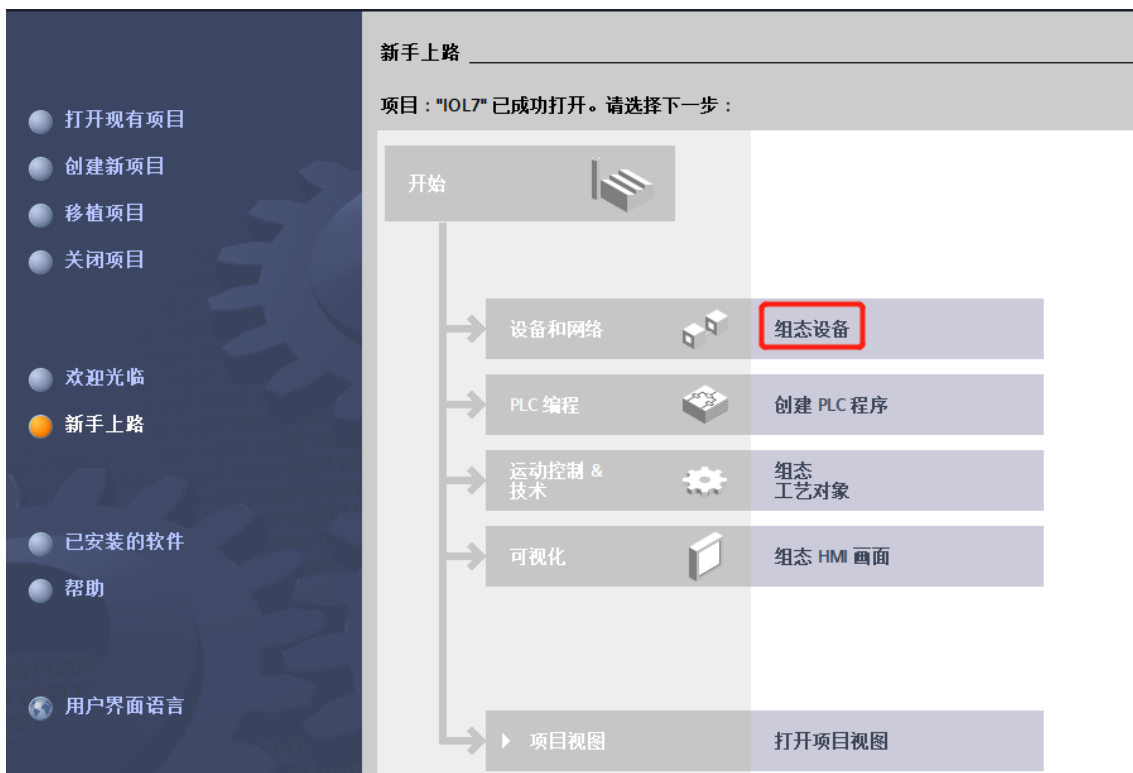 新手上路
项目："IOL7" 已成功打开。请选择下一步：
打开现有项目
创建新项目
移植项目
关闭项目
欢迎光临
新手上路
已安装的软件
帮助
用户界面语言
开始
设备和网络
组态设备
PLC 编程
创建 PLC 程序
运动控制 &
技术
组态
工艺对象
可视化
组态 HMI 画面
项目视图
打开项目视图